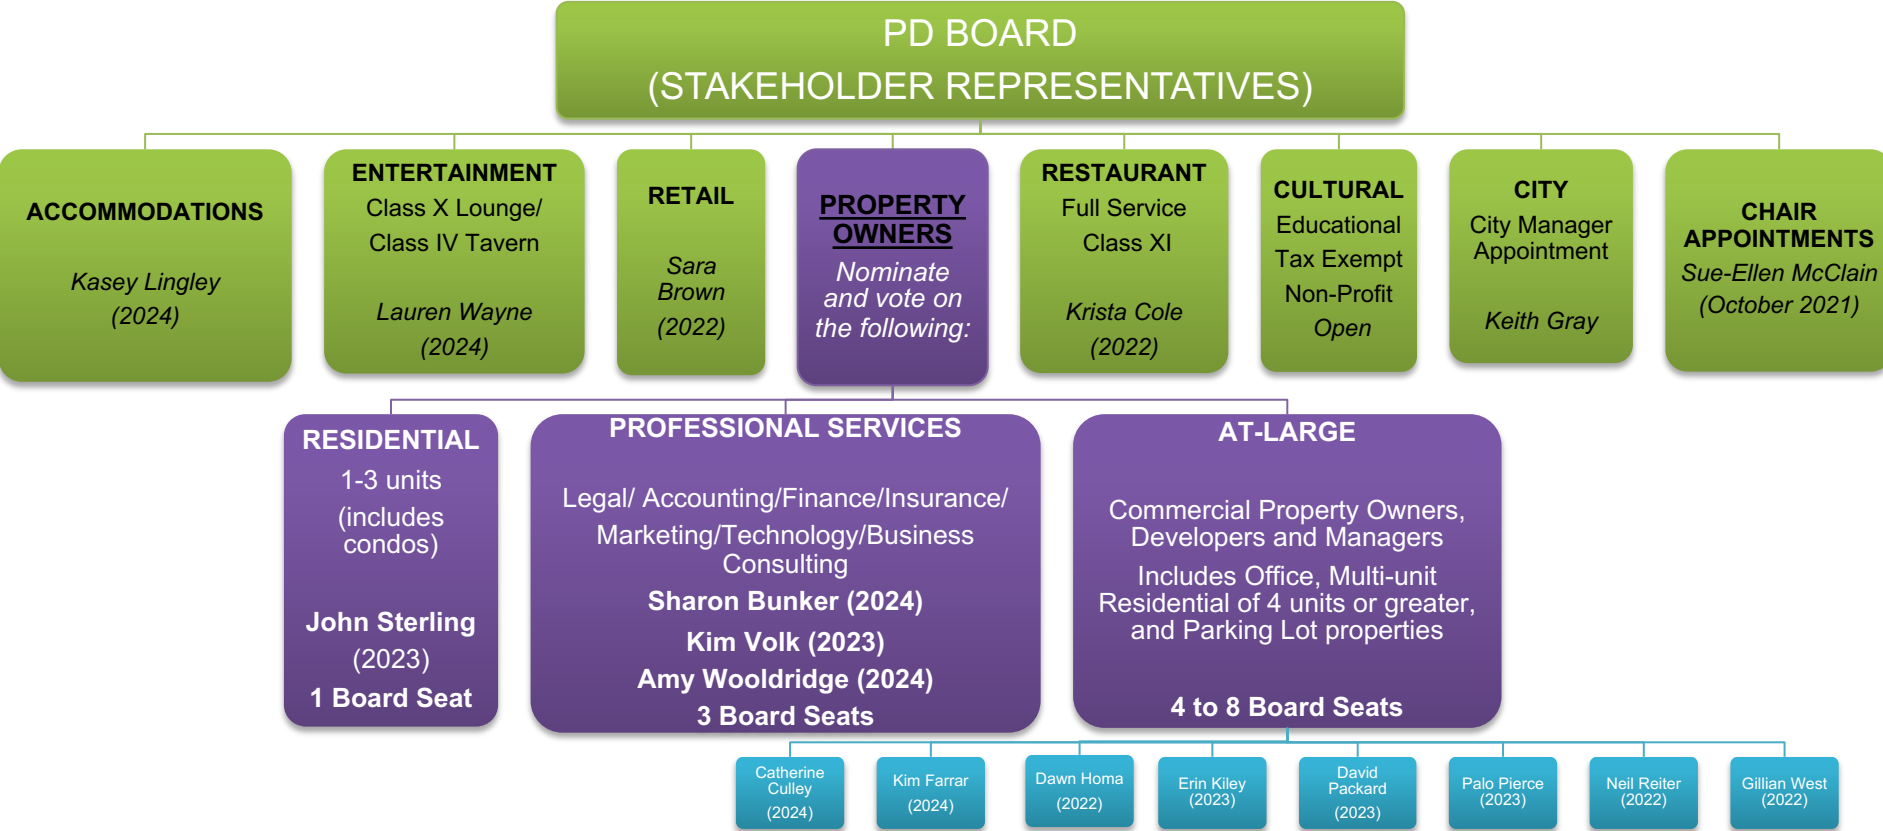 PD BOARD
(STAKEHOLDER REPRESENTATIVES)
ACCOMMODATIONS
Kasey Lingley
(2024)
ENTERTAINMENT
Class X Lounge/
Class IV Tavern
Lauren Wayne
(2024)
RETAIL
Sara
Brown
(2022)
PROPERTY
OWNERS
Nominate
and vote on
the following:
RESTAURANT
Full Service
Class XI
Krista Cole
(2022)
CULTURAL
Educational
Tax Exempt
Non-Profit
Open
CITY
City Manager
Appointment
Keith Gray
CHAIR
APPOINTMENTS
Sue-Ellen McClain
(October 2021)
RESIDENTIAL
1-3 units
(includes
condos)
John Sterling
(2023)
1 Board Seat
PROFESSIONAL SERVICES
Legal/ Accounting/Finance/Insurance/
Marketing/Technology/Business
Consulting
Sharon Bunker (2024)
Kim Volk (2023)
Amy Wooldridge (2024)
3 Board Seats
AT-LARGE
Commercial Property Owners,
Developers and Managers
Includes Office, Multi-unit
Residential of 4 units or greater,
and Parking Lot properties
4 to 8 Board Seats
Catherine
Culley
(2024)
Kim Farrar
(2024)
Dawn Homa
(2022)
Erin Kiley
(2023)
David
Packard
(2023)
Palo Pierce
(2023)
Neil Reiter
(2022)
Gillian West
(2022)